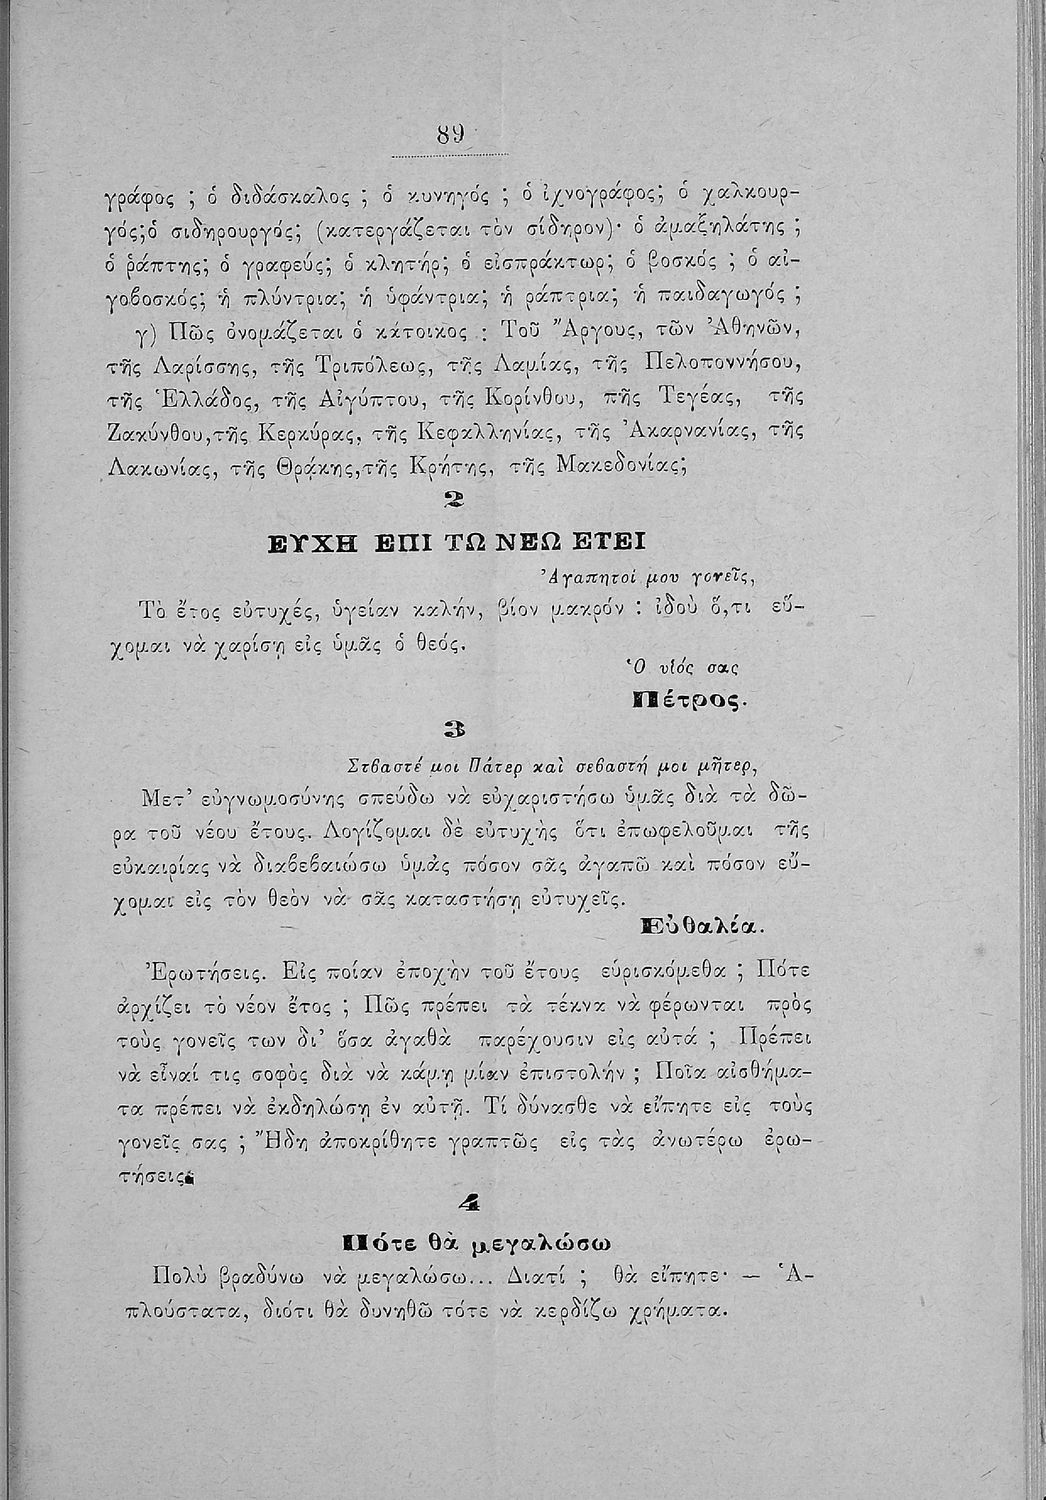 89
γράφος ; ὁ διδάσκαλος ; ὁ κυνηγός ; ὁ ἰχνογράφος; ὁ χαλκουρ-
γός;ὁ σιδηρουργός; (κατεργάζεται τὸν σίδηρον)· ὁ ἁμαξηλάτης ;
ὁ ῥάπτης; ὁ γραφεύς; ὁ κλητήρ; ὁ εἰσπράκτωρ; ὁ βοσκός ; ὁ αἰ-
γοβοσκός; ἡ πλύντρια; ἡ ὑφάντρια; ἡ ράπτρια; ἡ παιδαγωγός ;
γ) Πῶς ὀνομάζεται ὁ κάτοικος : Τοῦ Ἄργους, τῶν Ἀθηνῶν,
τῆς Λαρίσσης, τῆς Τριπόλεως, τῆς Λαμίας, τῆς Πελοποννήσου,
τῆς Ἑλλάδος, τῆς Αἰγύπτου, τῆς Κορίνθου, πῆς Τεγέας, τῆς
Ζακύνθου,τῆς Κερκύρας, τῆς Κεφαλληνίας, τῆς Ἀκαρνανίας, τῆς
Λακωνίας, τῆς Θρᾴκης,τῆς Κρήτης, τῆς Μακεδονίας;
2
ΕΥΧΗ ΕΠΙ ΤΩ ΝΕΩ ΕΤΕΙ
Ἀγαπητοί μου γονεῖς,
Τὸ ἔτος εὐτυχές, ὑγείαν καλήν, βίον μακρόν : ἰδοὺ ὅ,τι εὔ-
χομαι νὰ χαρίσῃ εἰς ὑμᾶς ὁ θεός.
Ὁ υἱός σας
Πέτρος.
3
Στβαστέ μοι Πάτερ καὶ σεβαστή μοι μῆτερ,
Μετ’ εὐγνωμοσύνης σπεύδω νὰ εὐχαριστήσω ὑμᾶς διὰ τὰ δῶ-
ρα τοῦ νέου ἔτους. Λογίζομαι δὲ εὐτυχὴς ὅτι ἐπωφελοῦμαι τῆς
εὐκαιρίας νὰ διαβεβαιώσω ὑμᾶς πόσον σᾶς ἀγαπῶ καὶ πόσον εὔ-
χομαι εἰς τὸν θεὸν νὰ σᾶς καταστήσῃ εὐτυχεῖς.
Εὐθαλία.
Ἐρωτήσεις. Εἰς ποίαν ἐποχὴν τοῦ ἔτους εὑρισκόμεθα ; Πότε
ἀρχίζει τὸ νέον ἔτος ; Πῶς πρέπει τὰ τέκνα νὰ φέρωνται πρὸς
τοὺς γονεῖς των δι’ ὅσα ἀγαθὰ παρέχουσιν εἰς αὐτά ; Πρέπει
νὰ εἶναί τις σοφὸς διὰ νὰ κάμῃ μίαν ἐπιστολήν ; Ποῖα αἰσθήμα-
τα πρέπει νὰ ἐκδηλώσῃ ἐν αὐτῇ. Τί δύνασθε νὰ εἴπητε εἰς τοὺς
γονεῖς σας ; Ἤδη ἀποκρίθητε γραπτῶς εἰς τὰς ἀνωτέρω ἐρω-
τήσεις.
4
Πότε θὰ μεγαλώσω
Πολὺ βραδύνω νὰ μεγαλώσω... Διατί ; θὰ εἴπητε· — Ἁ-
πλούστατα, διότι θὰ δυνηθῶ τότε νὰ κερδίζω χρήματα.